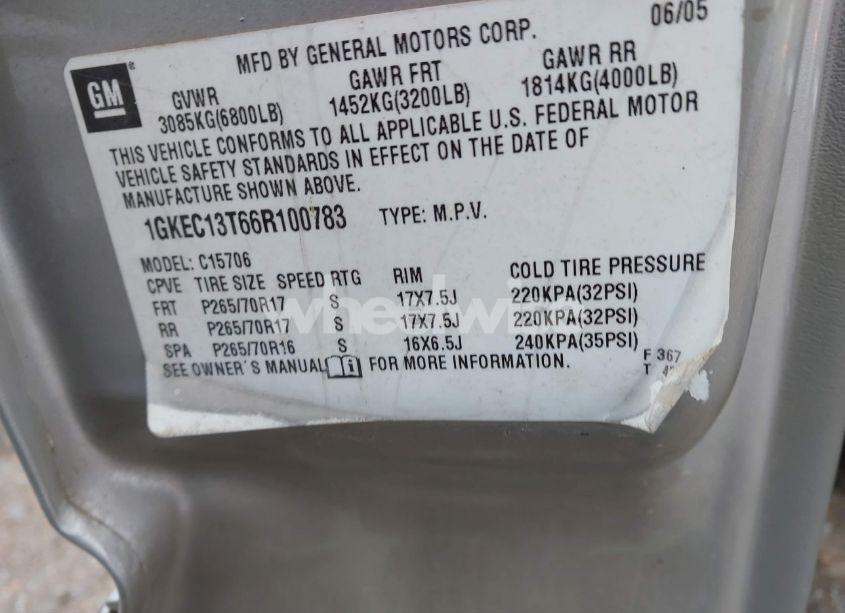 06/05
MFD BY GENERAL MOTORS CORP.
GM
GVWR GAWR FRT GAWR RR
3085KG(6800LB) 1452KG(3200LB) 1814KG(4000LB)
THIS VEHICLE CONFORMS TO ALL APPLICABLE U.S. FEDERAL MOTOR
VEHICLE SAFETY STANDARDS IN EFFECT ON THE DATE OF
MANUFACTURE SHOWN ABOVE.
1GKEC13T66R100783 TYPE: M.P.V.
MODEL: C15706
CPVE TIRE SIZE SPEED RTG RIM COLD TIRE PRESSURE
FRT P265/70R17 S 17X7.5J 220KPA(32PSI)
RR P265/70R17 S 17X7.5J 220KPA(32PSI)
SPA P265/70R16 S 16X6.5J 240KPA(35PSI)
SEE OWNER'S MANUAL FOR MORE INFORMATION.
F 367
T